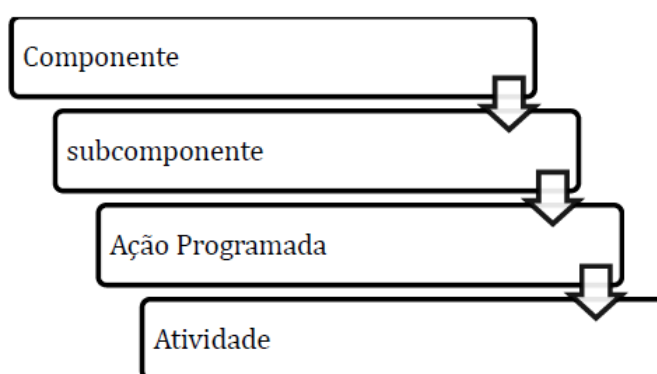 Componente
subcomponente
Ação Programada
Atividade